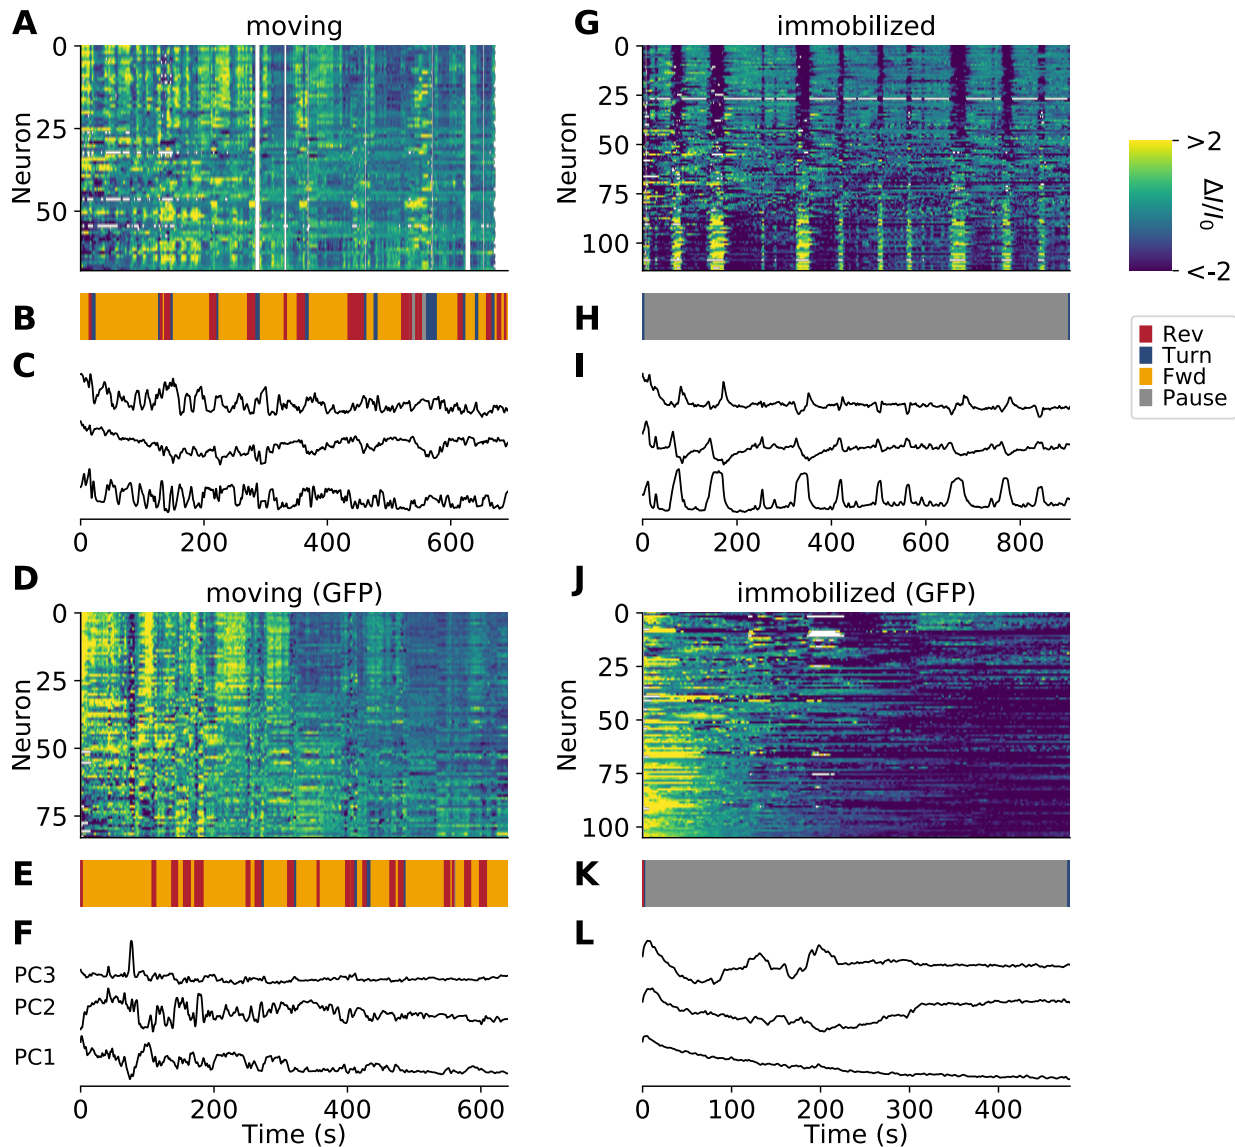 A
moving
0
25
50
Neuron
B
C
0 200 400 600
D
moving (GFP)
0
25
50
75
Neuron
E
F
PC3
PC2
PC1
0 200 400 600
Time (s)
G
immobilized
0
25
50
75
100
Neuron
H
I
0 200 400 600 800
J
immobilized (GFP)
0
25
50
75
100
Neuron
K
L
0 100 200 300 400
Time (s)
>2
ΔI/I₀
<-2
Rev
Turn
Fwd
Pause